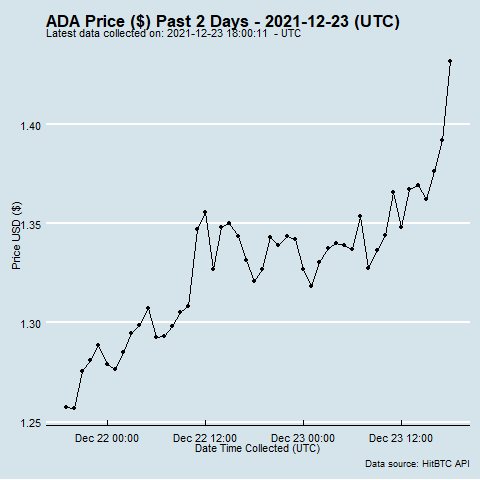 ADA Price ($) Past 2 Days - 2021-12-23 (UTC)
Latest data collected on: 2021-12-23 18:00:11 - UTC
1.40
1.35
1.30
1.25
Price USD ($)
Dec 22 00:00
Dec 22 12:00
Dec 23 00:00
Dec 23 12:00
Date Time Collected (UTC)
Data source: HitBTC API